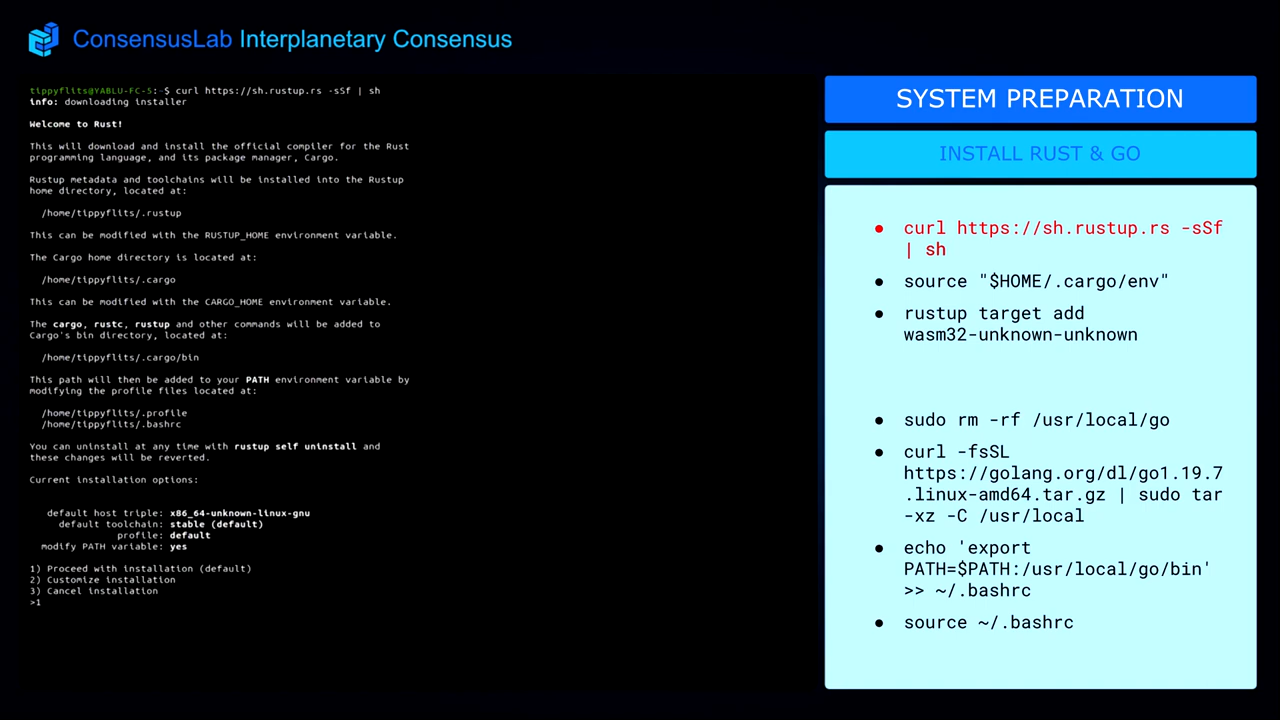 ConsensusLab Interplanetary Consensus
tippyflits@YABLU-FC-5:~$ curl https://sh.rustup.rs -sSf | sh
info: downloading installer
Welcome to Rust!
This will download and install the official compiler for the Rust
programming language, and its package manager, Cargo.
Rustup metadata and toolchains will be installed into the Rustup
home directory, located at:
/home/tippyflits/.rustup
This can be modified with the RUSTUP_HOME environment variable.
The Cargo home directory is located at:
/home/tippyflits/.cargo
This can be modified with the CARGO_HOME environment variable.
The cargo, rustc, rustup and other commands will be added to
Cargo's bin directory, located at:
/home/tippyflits/.cargo/bin
This path will then be added to your PATH environment variable by
modifying the profile files located at:
/home/tippyflits/.profile
/home/tippyflits/.bashrc
You can uninstall at any time with rustup self uninstall and
these changes will be reverted.
Current installation options:
default host triple: x86_64-unknown-linux-gnu
default toolchain: stable (default)
profile: default
modify PATH variable: yes
1) Proceed with installation (default)
2) Customize installation
3) Cancel installation
>1
SYSTEM PREPARATION
INSTALL RUST & GO
● curl https://sh.rustup.rs -sSf
| sh
● source "$HOME/.cargo/env"
● rustup target add
wasm32-unknown-unknown
● sudo rm -rf /usr/local/go
● curl -fsSL
https://golang.org/dl/go1.19.7
.linux-amd64.tar.gz | sudo tar
-xz -C /usr/local
● echo 'export
PATH=$PATH:/usr/local/go/bin'
>> ~/.bashrc
● source ~/.bashrc